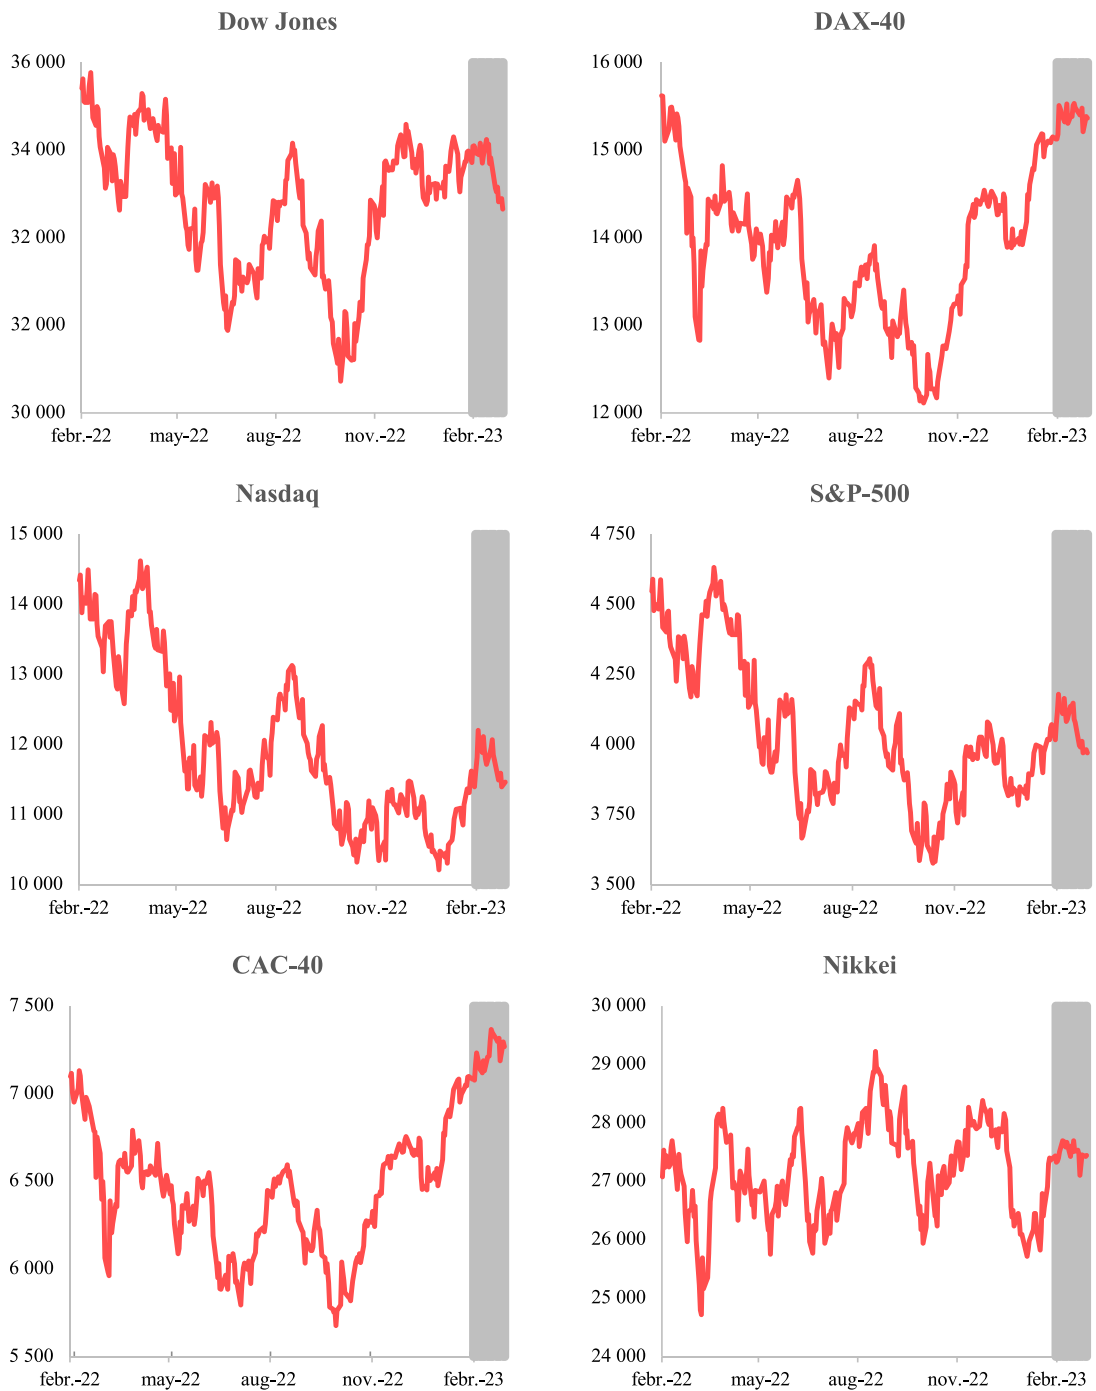 Dow Jones
36 000
34 000
32 000
32 000
30 000
febr.-22 may-22 aug-22 nov.-22 febr.-23
DAX-40
16 000
15 000
14 000
13 000
12 000
febr.-22 may-22 aug-22 nov.-22 febr.-23
Nasdaq
15 000
14 000
13 000
12 000
11 000
10 000
febr.-22 may-22 aug-22 nov.-22 febr.-23
S&P-500
4 750
4 500
4 250
4 000
3 750
3 500
febr.-22 may-22 aug-22 nov.-22 febr.-23
CAC-40
7 500
7 000
6 500
6 000
5 500
febr.-22 may-22 aug-22 nov.-22 febr.-23
Nikkei
30 000
29 000
28 000
27 000
26 000
25 000
24 000
febr.-22 may-22 aug-22 nov.-22 febr.-23